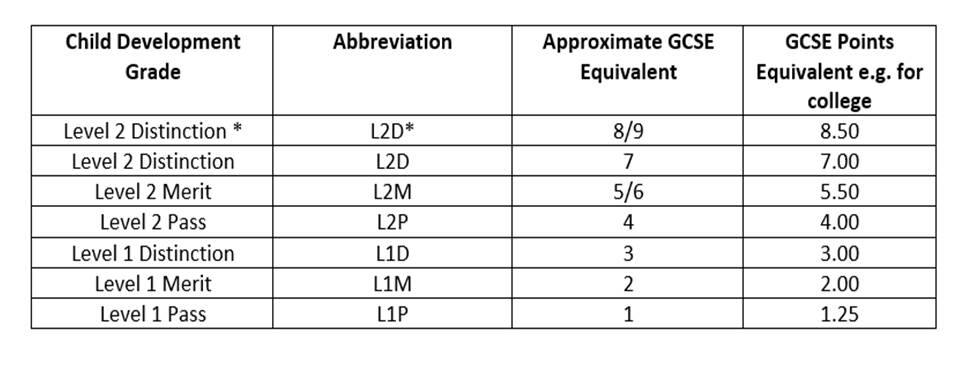 Child Development Grade | Abbreviation | Approximate GCSE Equivalent | GCSE Points Equivalent e.g. for college
Level 2 Distinction * | L2D* | 8/9 | 8.50
Level 2 Distinction | L2D | 7 | 7.00
Level 2 Merit | L2M | 5/6 | 5.50
Level 2 Pass | L2P | 4 | 4.00
Level 1 Distinction | L1D | 3 | 3.00
Level 1 Merit | L1M | 2 | 2.00
Level 1 Pass | L1P | 1 | 1.25